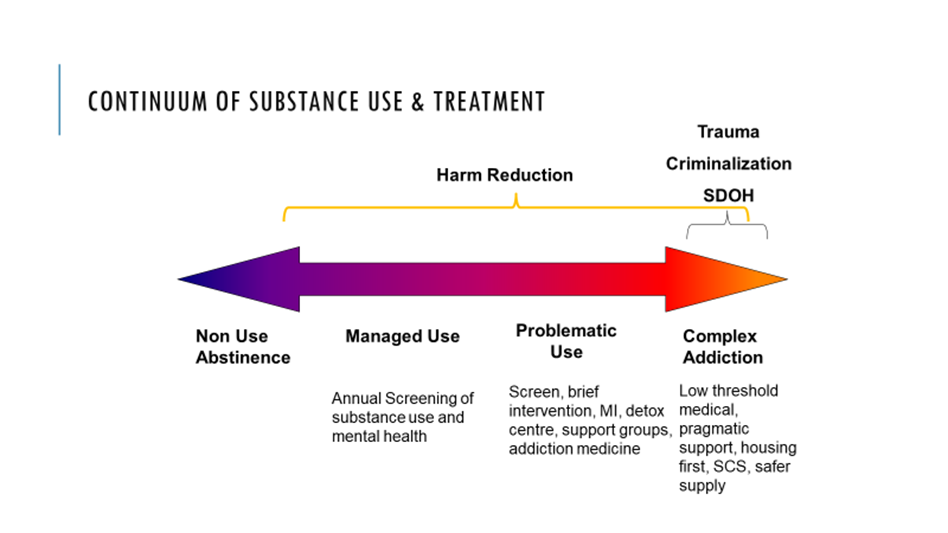 CONTINUUM OF SUBSTANCE USE & TREATMENT
Trauma
Criminalization
SDOH
Harm Reduction
Non Use
Abstinence
Managed Use
Problematic
Use
Complex
Addiction
Annual Screening of
substance use and
mental health
Screen, brief
intervention, MI, detox
centre, support groups,
addiction medicine
Low threshold
medical,
pragmatic
support, housing
first, SCS, safer
supply